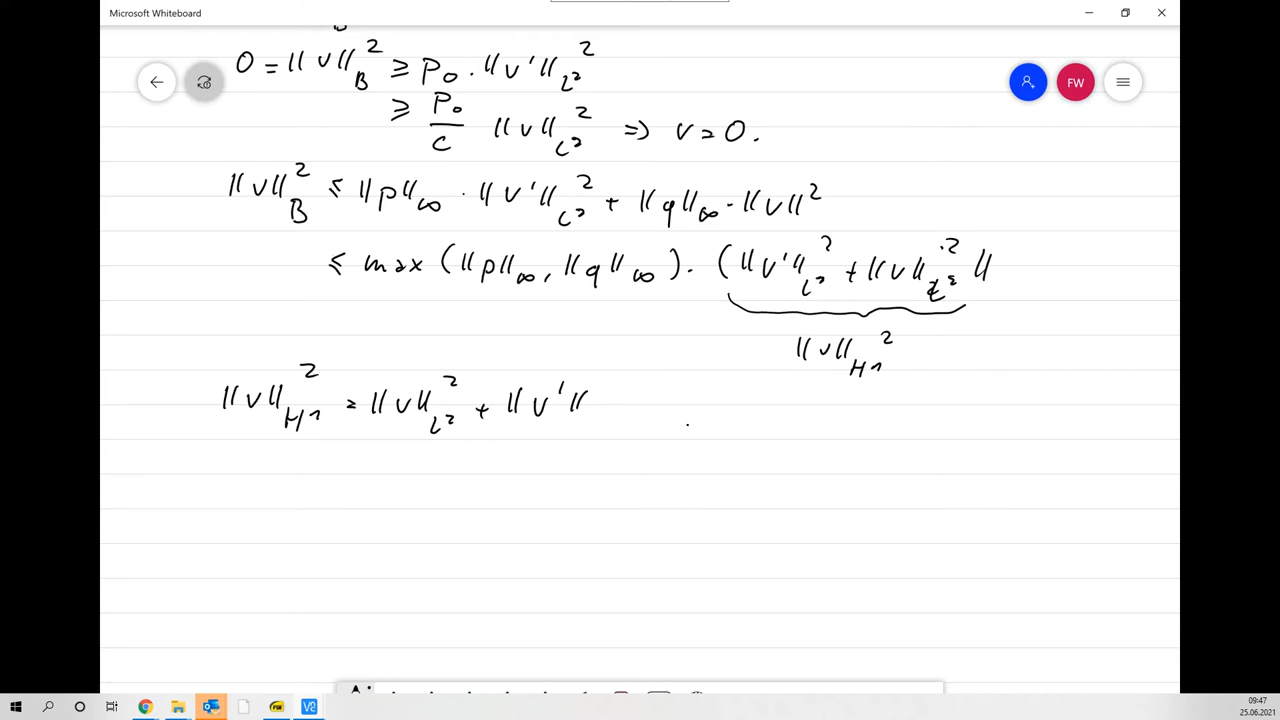 Microsoft Whiteboard
0 = ||v||_B^2 ≥ p_0 · ||v'||_{L^2}^2
FW
≥ p_0/c ||v||_{L^2}^2 ⇒ v = 0.
||v||_B^2 ≤ ||p||_∞ · ||v'||_{L^2}^2 + ||q||_∞ · ||v||^2
≤ max (||p||_∞, ||q||_∞) · (||v'||_{L^2}^2 + ||v||_{L^2}^2)
||v||_{H^1}^2
||v||_{H^1}^2 = ||v||_{L^2}^2 + ||v'||
09:47
25.06.2021